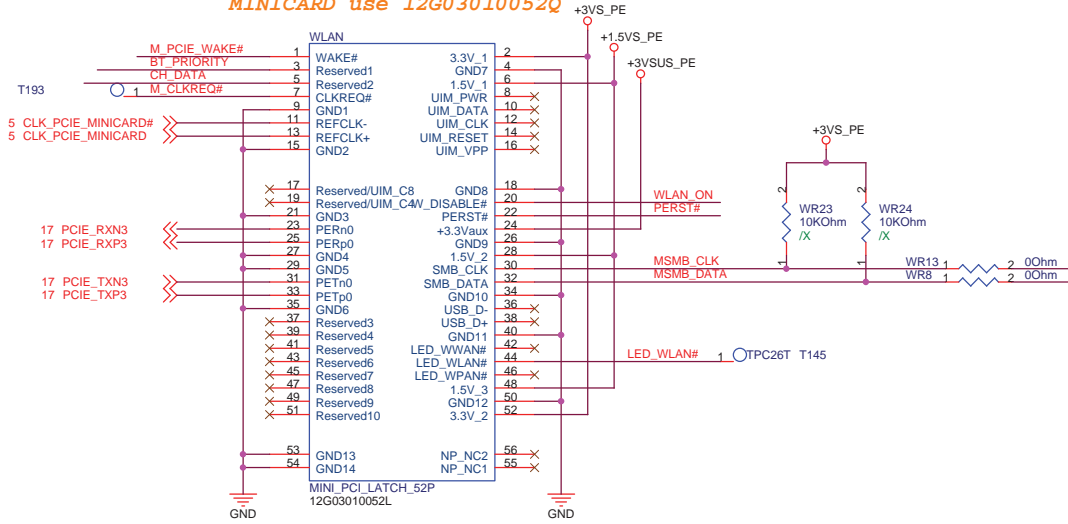 MINICARD use 12G03010052Q
+3VS_PE
+1.5VS_PE
+3VSUS_PE
WLAN
M_PCIE_WAKE# 1 WAKE# 3.3V_1 2
BT_PRIORITY 3 Reserved1 GND7 4
CH_DATA 5 Reserved2 1.5V_1 6
T193 1 M_CLKREQ# 7 CLKREQ# UIM_PWR 8
9 GND1 UIM_DATA 10
5 CLK_PCIE_MINICARD# 11 REFCLK- UIM_CLK 12
5 CLK_PCIE_MINICARD 13 REFCLK+ UIM_RESET 14
15 GND2 UIM_VPP 16
17 Reserved/UIM_C8 GND8 18
19 Reserved/UIM_C4 W_DISABLE# 20 WLAN_ON
21 GND3 PERST# 22 PERST#
17 PCIE_RXN3 23 PERn0 +3.3Vaux 24
17 PCIE_RXP3 25 PERp0 GND9 26
27 GND4 1.5V_2 28
29 GND5 SMB_CLK 30 MSMB_CLK
17 PCIE_TXN3 31 PETn0 SMB_DATA 32 MSMB_DATA
17 PCIE_TXP3 33 PETp0 GND10 34
35 GND6 USB_D- 36
37 Reserved3 USB_D+ 38
39 Reserved4 GND11 40
41 Reserved5 LED_WWAN# 42
43 Reserved6 LED_WLAN# 44 LED_WLAN# 1 TPC26T T145
45 Reserved7 LED_WPAN# 46
47 Reserved8 1.5V_3 48
49 Reserved9 GND12 50
51 Reserved10 3.3V_2 52
53 GND13 NP_NC2 56
54 GND14 NP_NC1 55
MINI_PCI_LATCH_52P
12G03010052L
GND
GND
+3VS_PE
2 2
WR23 WR24
10KOhm 10KOhm
/X /X
1 1
WR13 1 2 0Ohm
WR8 1 2 0Ohm